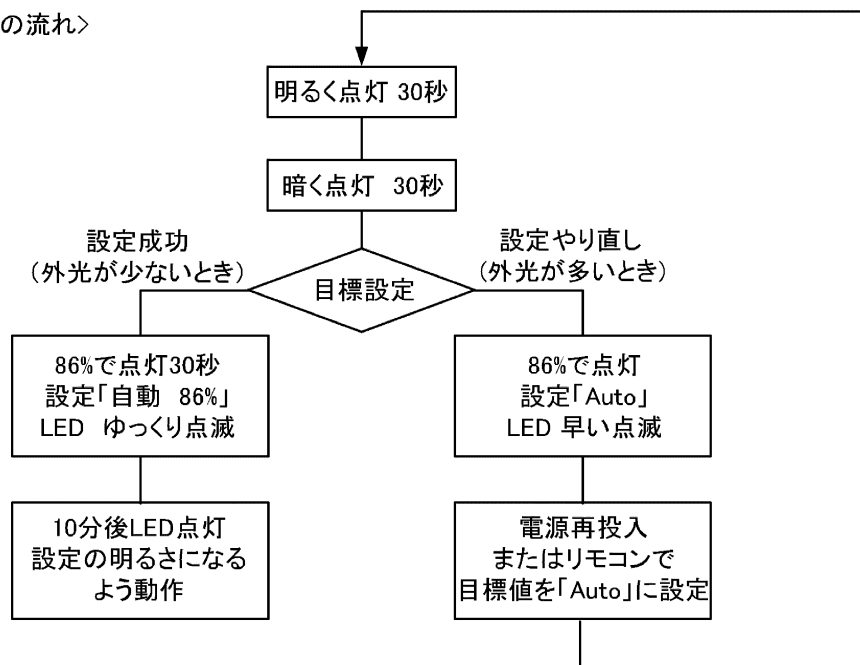 の流れ>
明るく点灯 30秒
暗く点灯 30秒
設定成功
(外光が少ないとき)
設定やり直し
(外光が多いとき)
目標設定
86%で点灯30秒
設定「自動 86%」
LED ゆっくり点滅
86%で点灯
設定「Auto」
LED 早い点滅
10分後LED点灯
設定の明るさになる
よう動作
電源再投入
またはリモコンで
目標値を「Auto」に設定